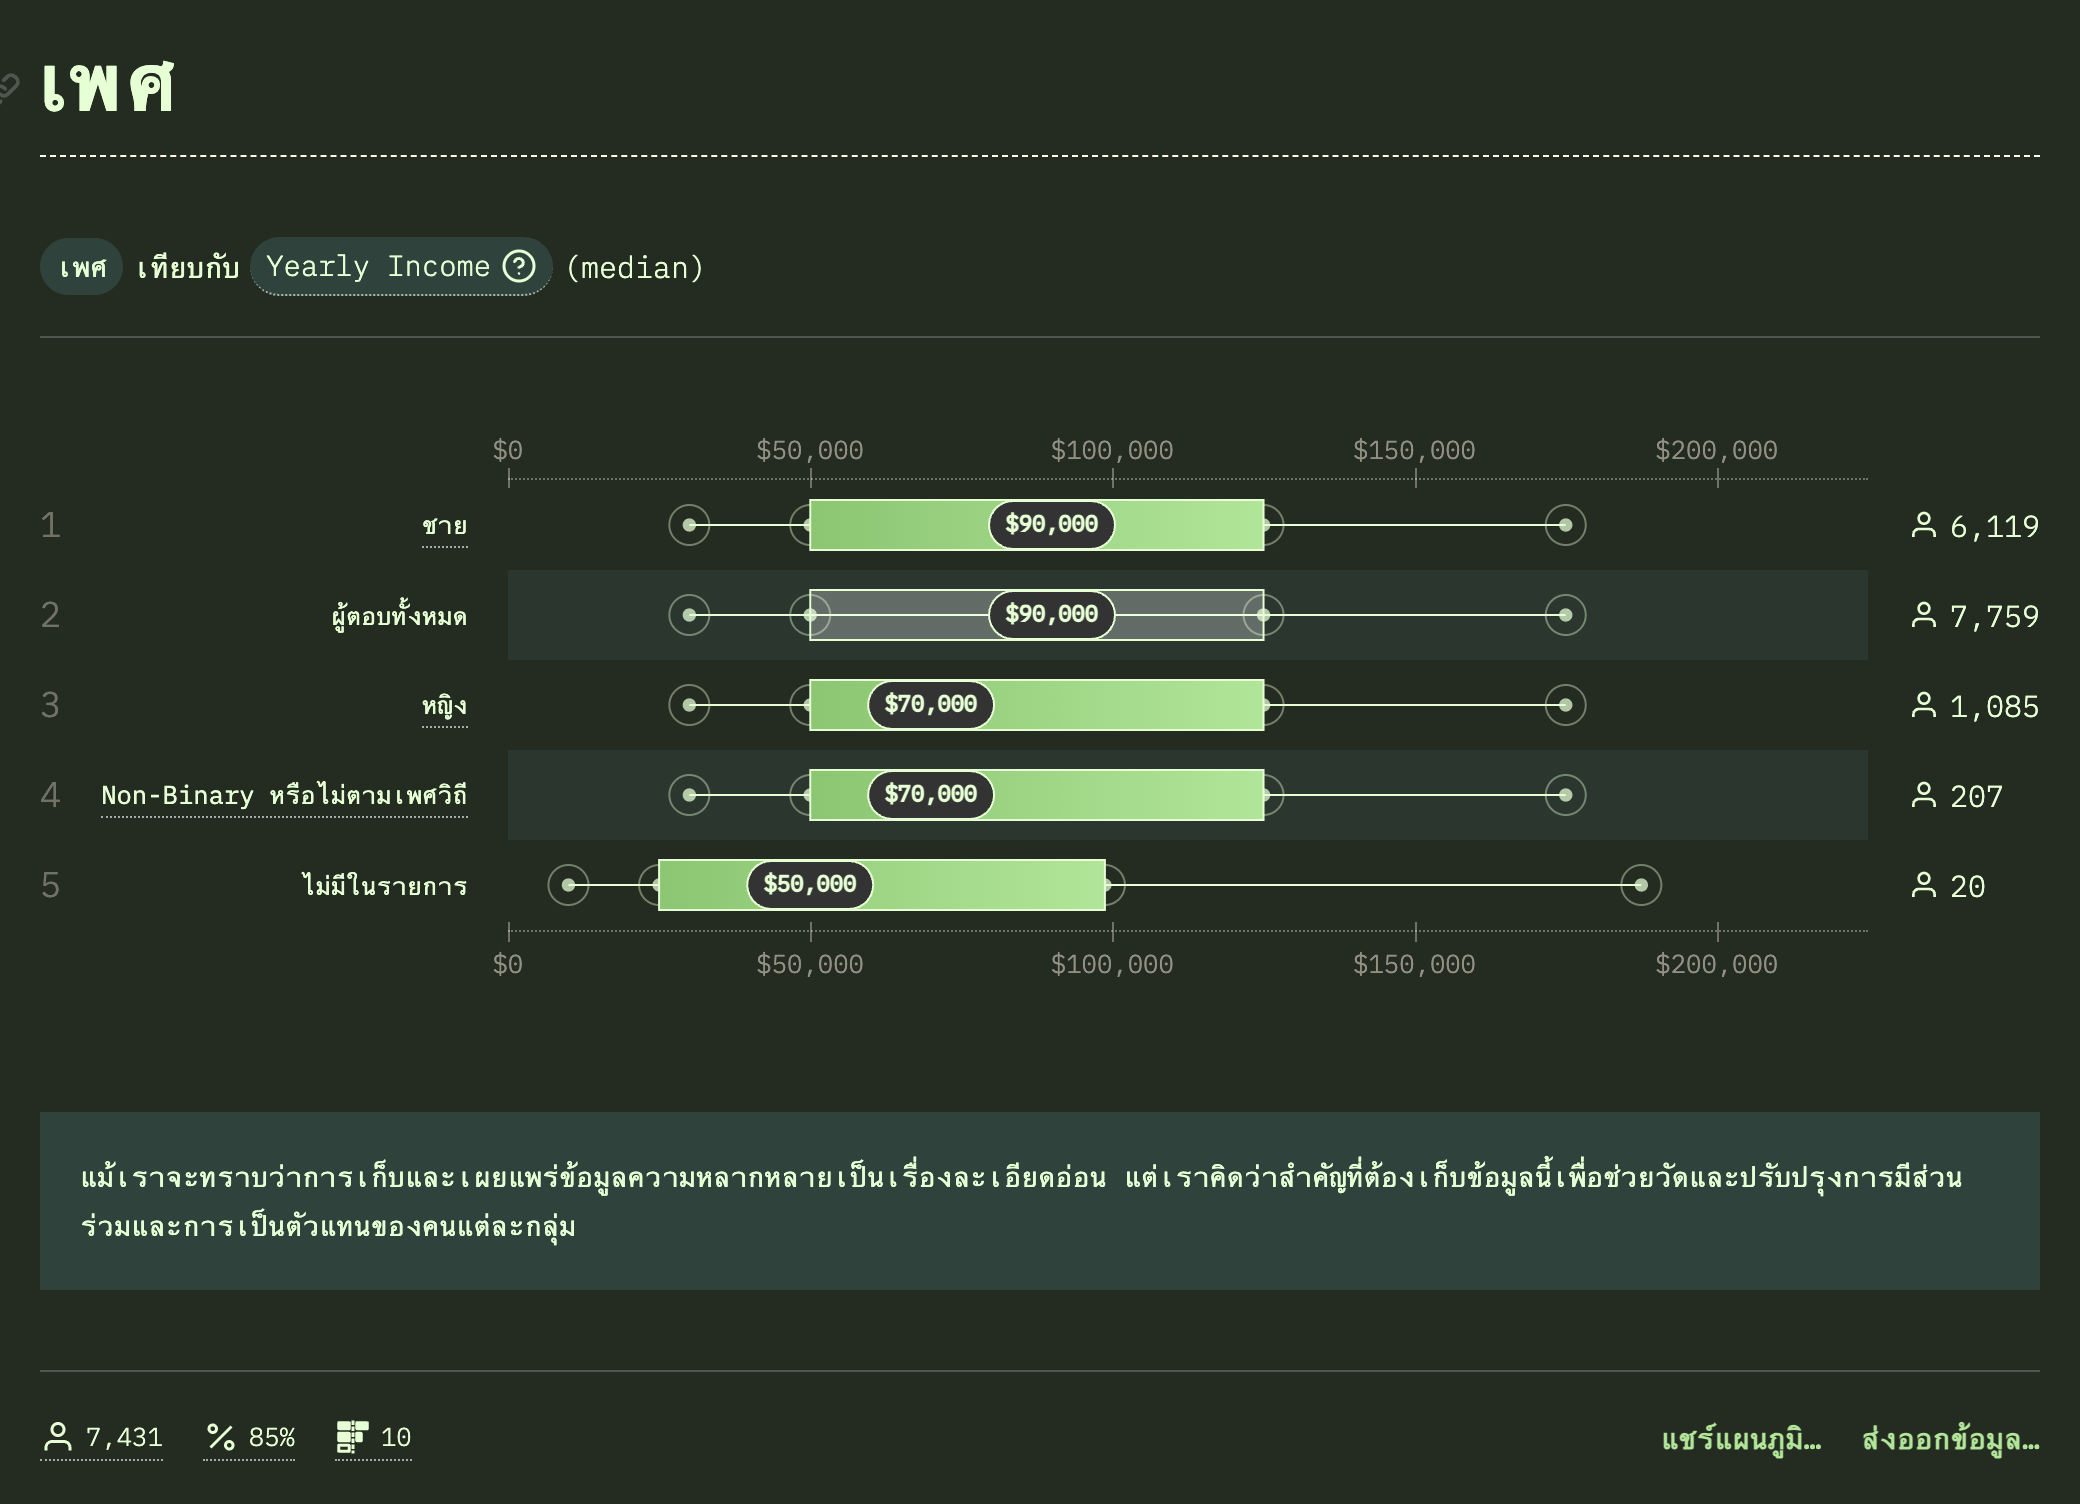 เพศ
เพศ เทียบกับ Yearly Income (median)
$0 $50,000 $100,000 $150,000 $200,000
1 ชาย $90,000 6,119
2 ผู้ตอบทั้งหมด $90,000 7,759
3 หญิง $70,000 1,085
4 Non-Binary หรือไม่ตามเพศวิถี $70,000 207
5 ไม่มีในรายการ $50,000 20
$0 $50,000 $100,000 $150,000 $200,000
แม้เราจะทราบว่าการเก็บและเผยแพร่ข้อมูลความหลากหลายเป็นเรื่องละเอียดอ่อน แต่เราคิดว่าสำคัญที่ต้องเก็บข้อมูลนี้เพื่อช่วยวัดและปรับปรุงการมีส่วน
ร่วมและการเป็นตัวแทนของคนแต่ละกลุ่ม
7,431 85% 10 แชร์แผนภูมิ… ส่งออกข้อมูล…